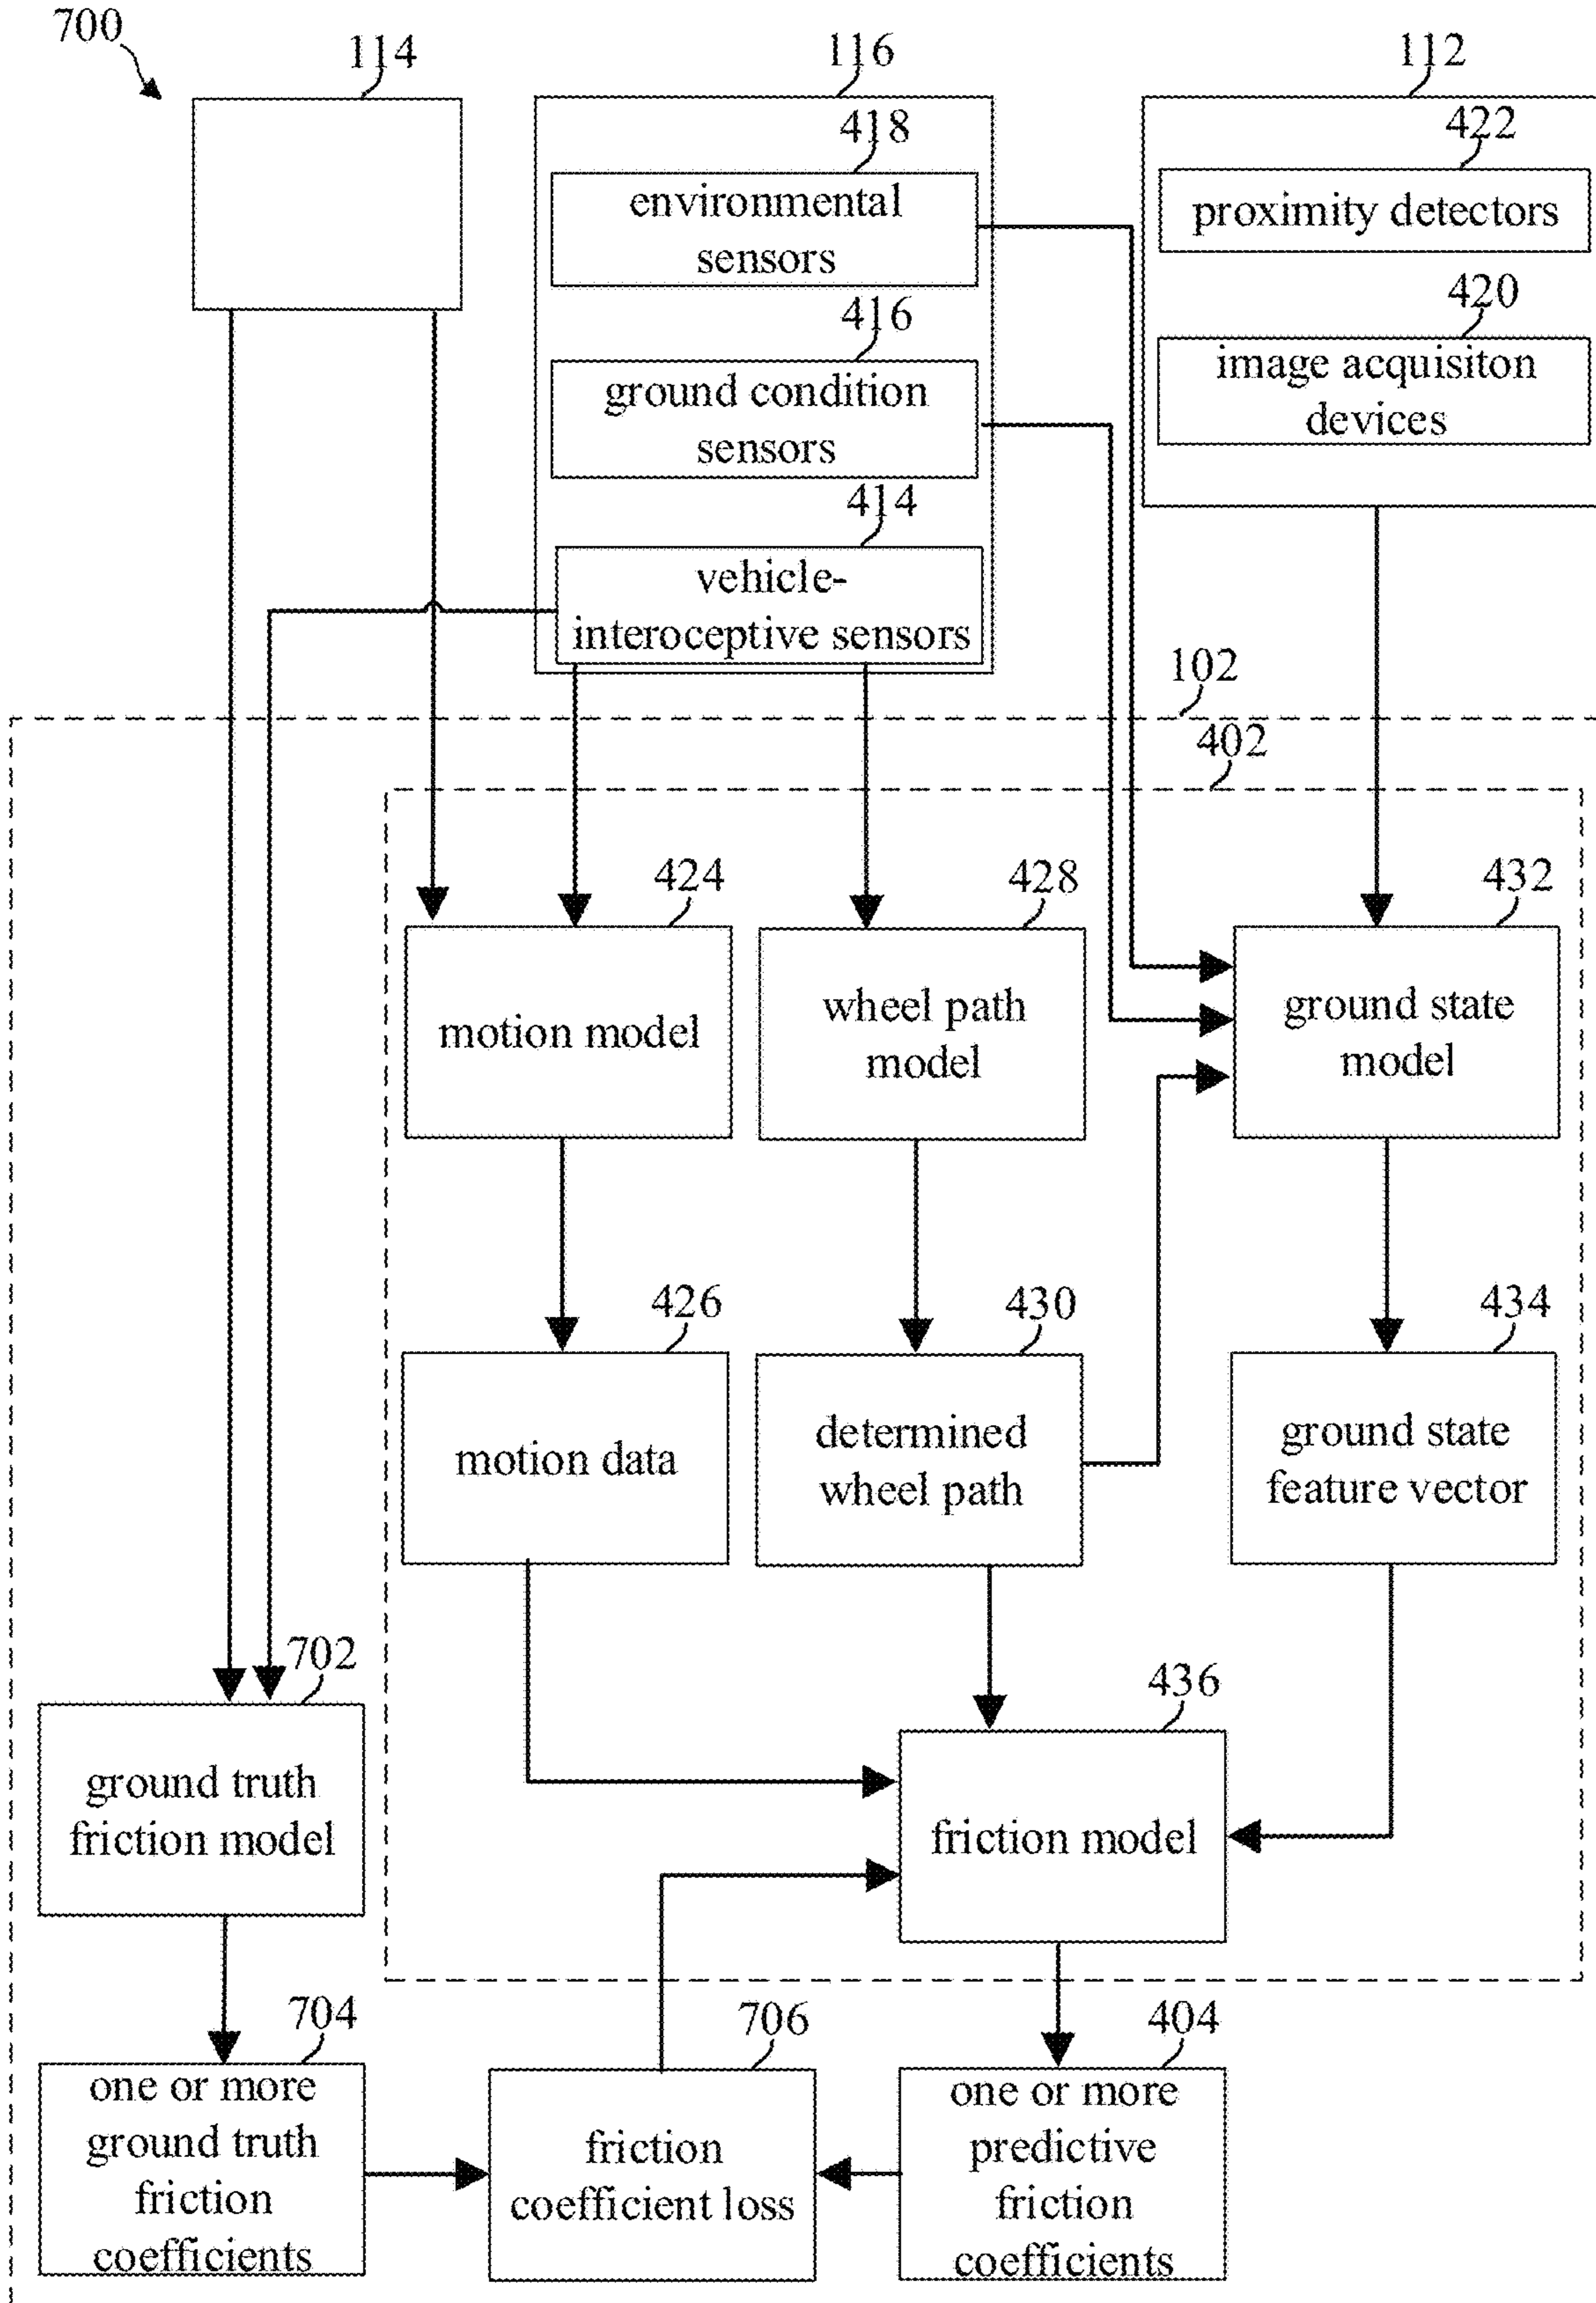 700
114
116
112
418
environmental
sensors
422
proximity detectors
416
ground condition
sensors
420
image acquisiton
devices
414
vehicle-
interoceptive sensors
102
402
424
motion model
428
wheel path
model
432
ground state
model
426
motion data
430
determined
wheel path
434
ground state
feature vector
702
ground truth
friction model
436
friction model
704
one or more
ground truth
friction
coefficients
706
friction
coefficient loss
404
one or more
predictive
friction
coefficients